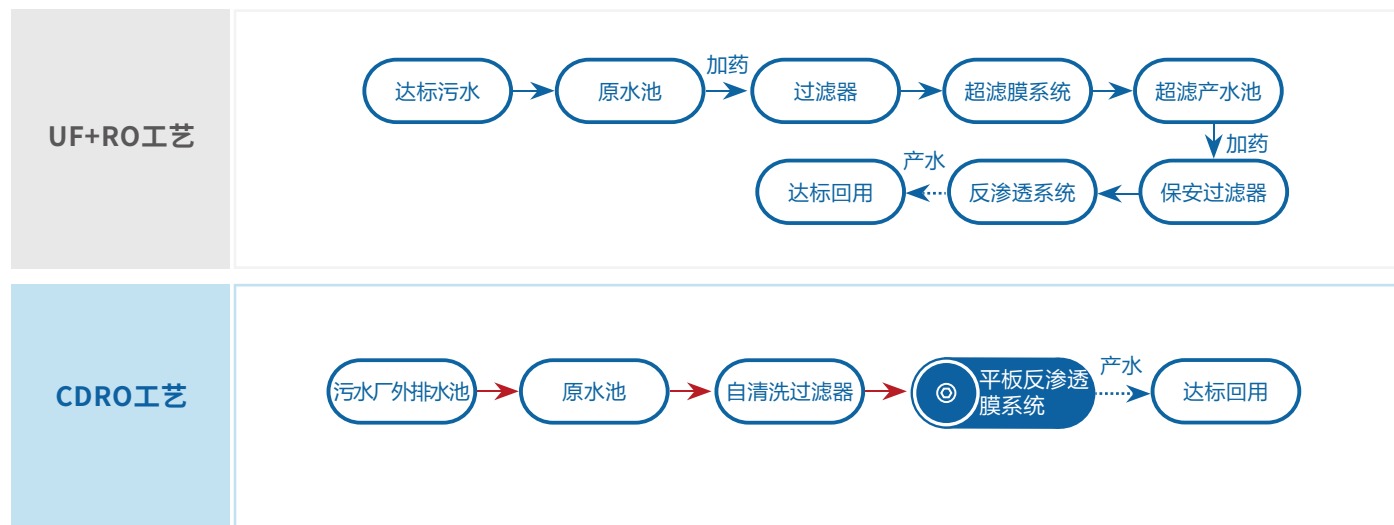 UF+RO工艺
达标污水
原水池
加药
过滤器
超滤膜系统
超滤产水池
加药
保安过滤器
反渗透系统
产水
达标回用
CDRO工艺
污水厂外排水池
原水池
自清洗过滤器
平板反渗透
膜系统
产水
达标回用